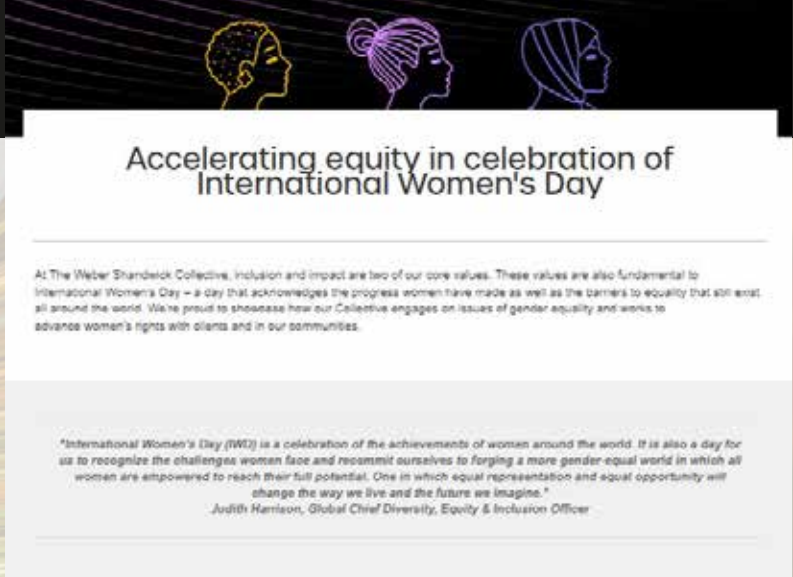 Accelerating equity in celebration of
International Women's Day
At The Weber Shandwick Collective, inclusion and impact are two of our core values. These values are also fundamental to
International Women's Day – a day that acknowledges the progress women have made as well as the barriers to equality that still exist
all around the world. We're proud to showcase how our Collective engages on issues of gender equality and works to
advance women's rights with clients and in our communities.
"International Women's Day (IWD) is a celebration of the achievements of women around the world. It is also a day for
us to recognize the challenges women face and recommit ourselves to forging a more gender-equal world in which all
women are empowered to reach their full potential. One in which equal representation and equal opportunity will
change the way we live and the future we imagine."
Judith Harrison, Global Chief Diversity, Equity & Inclusion Officer